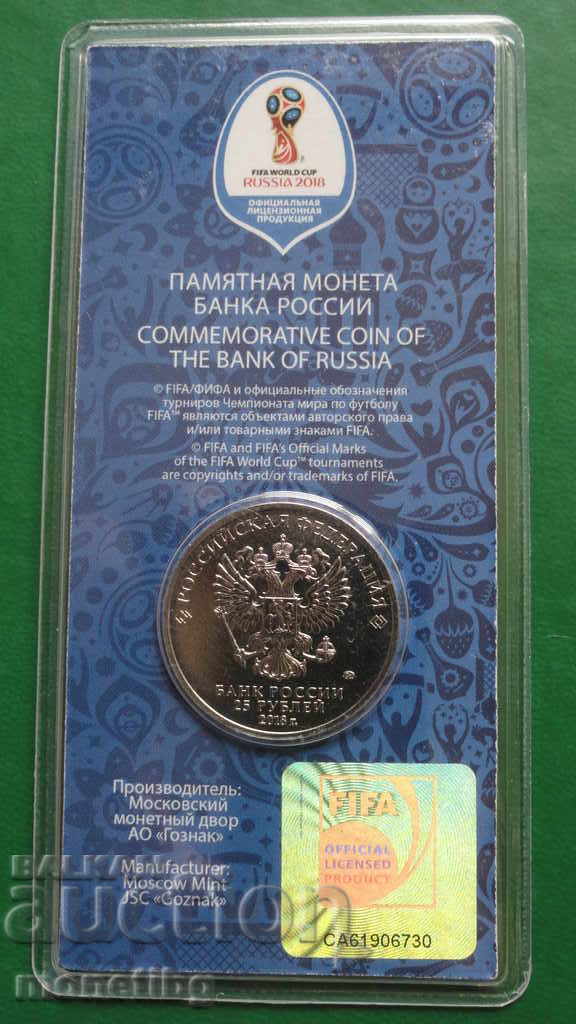 FIFA WORLD CUP
RUSSIA 2018
ОФИЦИАЛЬНАЯ
ЛИЦЕНЗИОННАЯ
ПРОДУКЦИЯ
ПАМЯТНАЯ МОНЕТА
БАНКА РОССИИ
COMMEMORATIVE COIN OF
THE BANK OF RUSSIA
© FIFA/ФИФА и официальные обозначения
турниров Чемпионата мира по футболу
FIFA™ являются объектами авторского права
и/или товарными знаками FIFA.
© FIFA and FIFA's Official Marks
of the FIFA World Cup™ tournaments
are copyrights and/or trademarks of FIFA.
РОССИЙСКАЯ ФЕДЕРАЦИЯ
БАНК РОССИИ
25 РУБЛЕЙ
2018 г.
Производитель:
Московский
монетный двор
АО «Гознак»
Manufacturer:
Moscow Mint
JSC «Goznak»
FIFA
OFFICIAL
LICENSED
PRODUCT
CA61906730
BALKAN
auction
monetibg